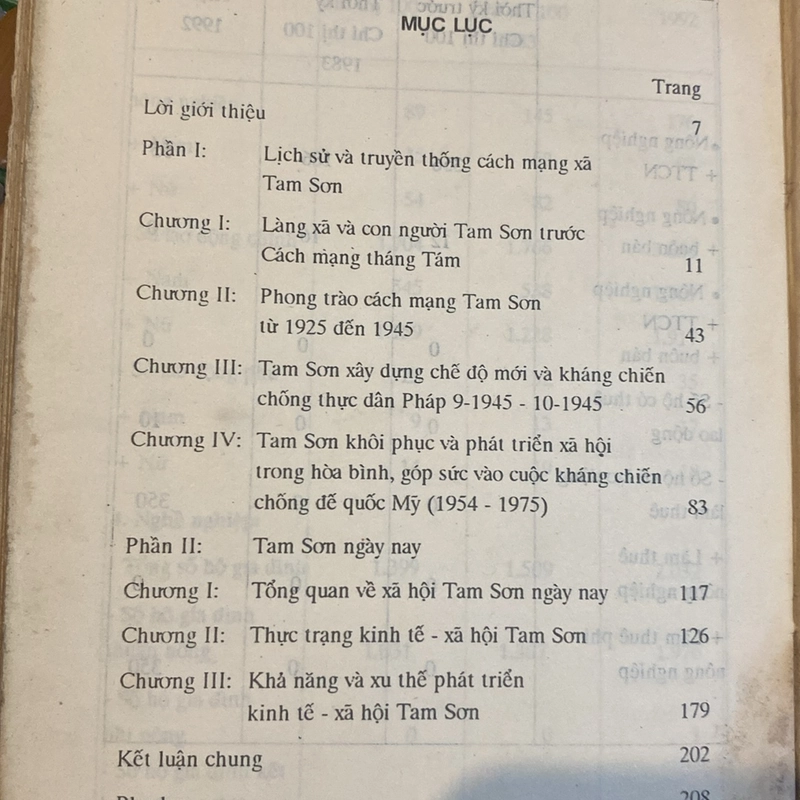 MỤC LỤC
Trang
Lời giới thiệu 7
Phần I: Lịch sử và truyền thống cách mạng xã
Tam Sơn
Chương I: Làng xã và con người Tam Sơn trước
Cách mạng tháng Tám 11
Chương II: Phong trào cách mạng Tam Sơn
từ 1925 đến 1945 43
Chương III: Tam Sơn xây dựng chế độ mới và kháng chiến
chống thực dân Pháp 9-1945 - 10-1945 56
Chương IV: Tam Sơn khôi phục và phát triển xã hội
trong hòa bình, góp sức vào cuộc kháng chiến
chống đế quốc Mỹ (1954 - 1975) 83
Phần II: Tam Sơn ngày nay
Chương I: Tổng quan về xã hội Tam Sơn ngày nay 117
Chương II: Thực trạng kinh tế - xã hội Tam Sơn 126
Chương III: Khả năng và xu thế phát triển
kinh tế - xã hội Tam Sơn 179
Kết luận chung 202
208